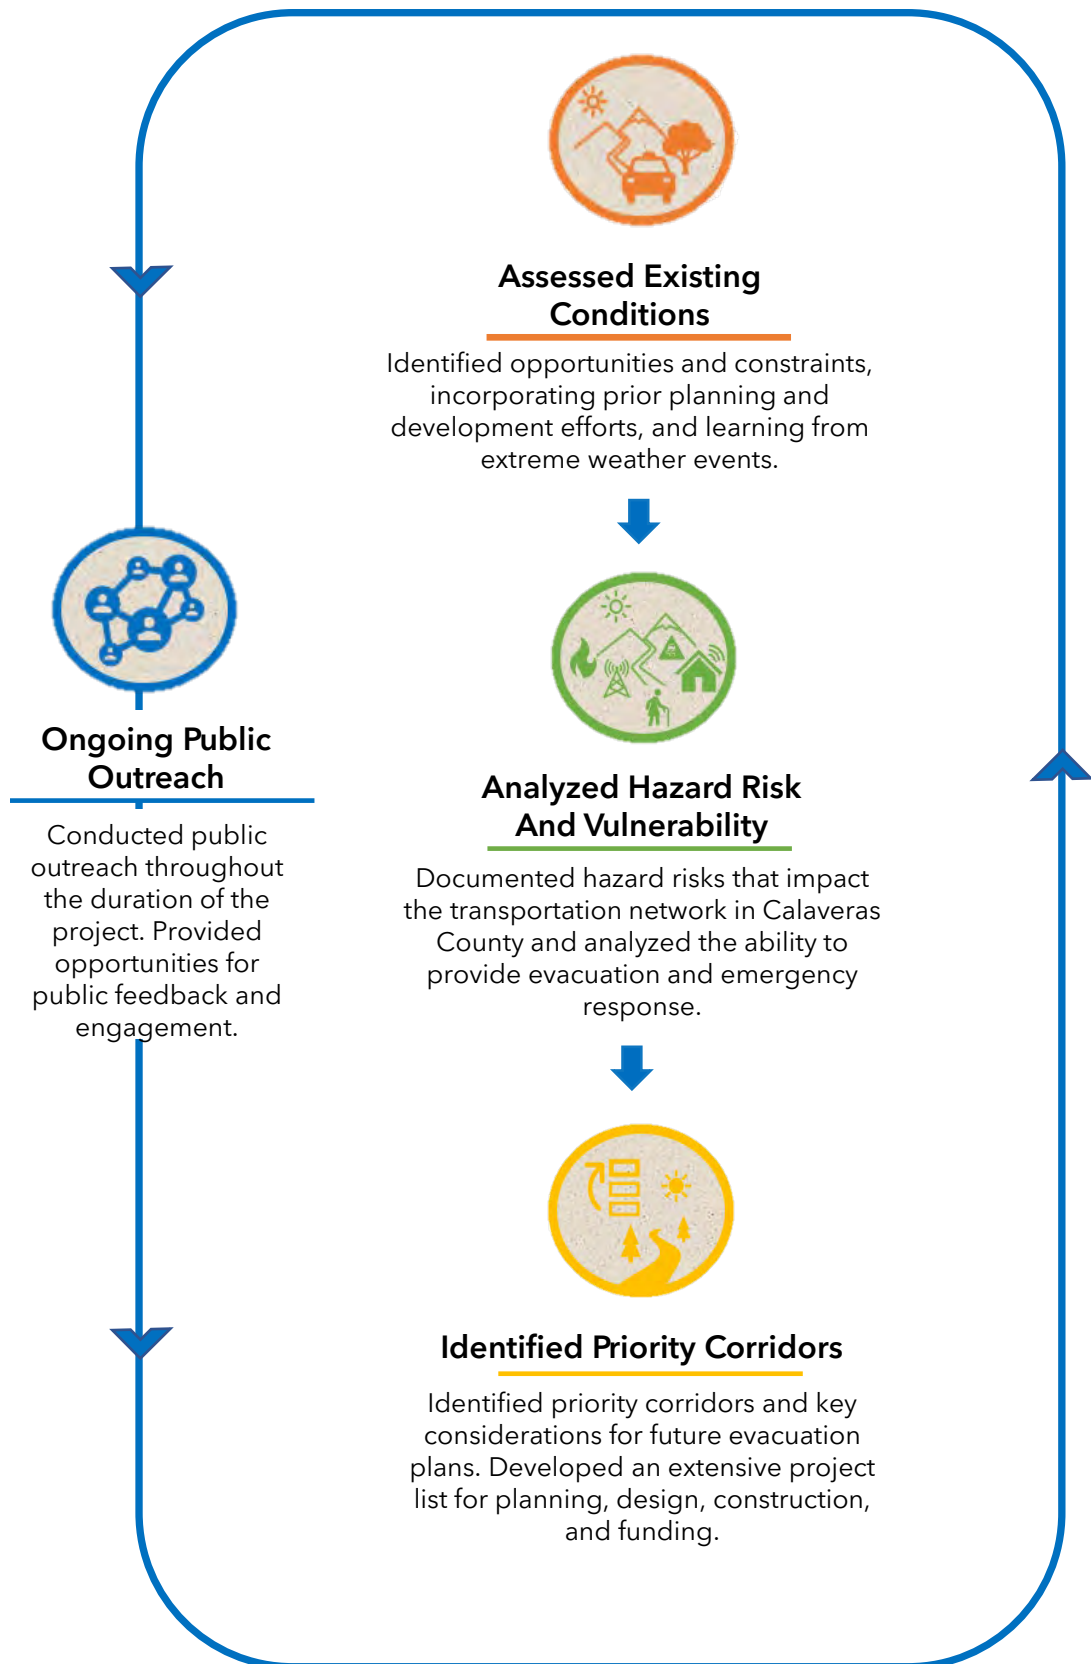 Assessed Existing
Conditions
Identified opportunities and constraints,
incorporating prior planning and
development efforts, and learning from
extreme weather events.
Ongoing Public
Outreach
Conducted public
outreach throughout
the duration of the
project. Provided
opportunities for
public feedback and
engagement.
Analyzed Hazard Risk
And Vulnerability
Documented hazard risks that impact
the transportation network in Calaveras
County and analyzed the ability to
provide evacuation and emergency
response.
Identified Priority Corridors
Identified priority corridors and key
considerations for future evacuation
plans. Developed an extensive project
list for planning, design, construction,
and funding.